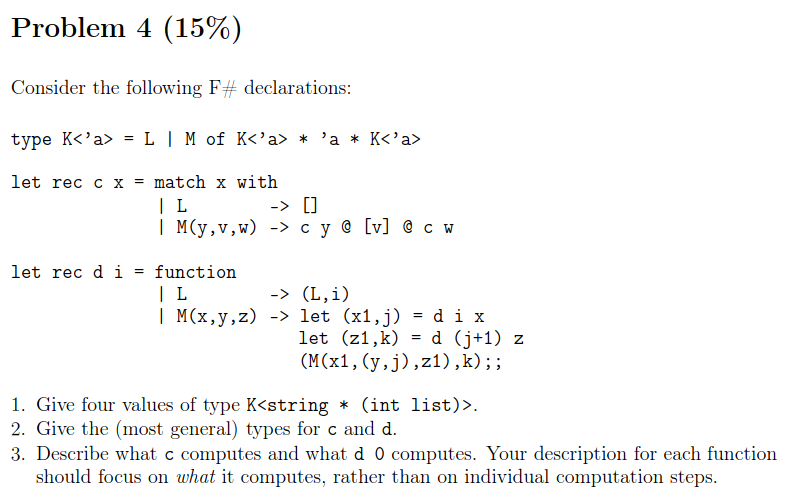 Problem 4 (15%)
Consider the following F# declarations:
type K<’a> = L | M of K<’a> * ’a * K<’a>
let rec c x = match x with
| L -> []
| M(y,v,w) -> c y @ [v] @ c w
let rec d i = function
| L -> (L,i)
| M(x,y,z) -> let (x1,j) = d i x
let (z1,k) = d (j+1) z
(M(x1,(y,j),z1),k);;
1. Give four values of type K<string * (int list)>.
2. Give the (most general) types for c and d.
3. Describe what c computes and what d 0 computes. Your description for each function
should focus on what it computes, rather than on individual computation steps.